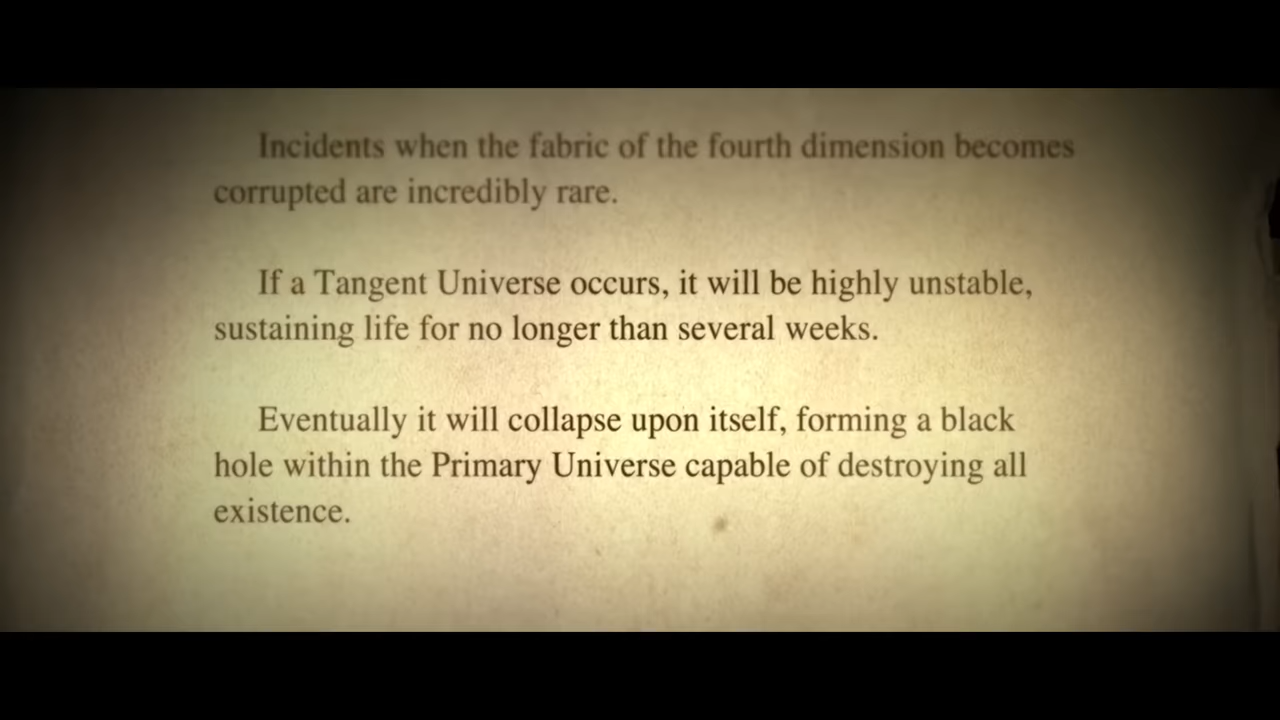 Incidents when the fabric of the fourth dimension becomes
corrupted are incredibly rare.
If a Tangent Universe occurs, it will be highly unstable,
sustaining life for no longer than several weeks.
Eventually it will collapse upon itself, forming a black
hole within the Primary Universe capable of destroying all
existence.